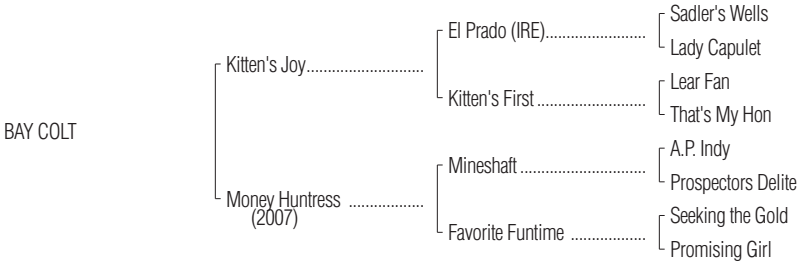 Sadler's Wells
El Prado (IRE)........................
Lady Capulet
Kitten's Joy...........................
Lear Fan
Kitten's First .........................
That's My Hon
BAY COLT
A.P. Indy
Mineshaft .............................
Prospectors Delite
Money Huntress .................
(2007)
Seeking the Gold
Favorite Funtime ..................
Promising Girl